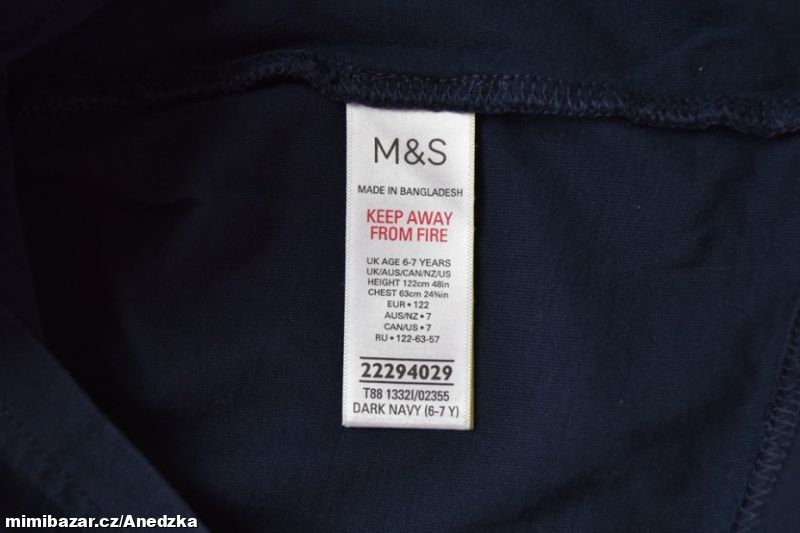 M&S
MADE IN BANGLADESH
KEEP AWAY
FROM FIRE
UK AGE 6-7 YEARS
UK/AUS/CAN/NZ/US
HEIGHT 122cm 48in
CHEST 63cm 24¾in
EUR • 122
AUS/NZ • 7
CAN/US • 7
RU • 122-63-57
22294029
T88 1332I/02355
DARK NAVY (6-7 Y)
mimibazar.cz/Anedzka